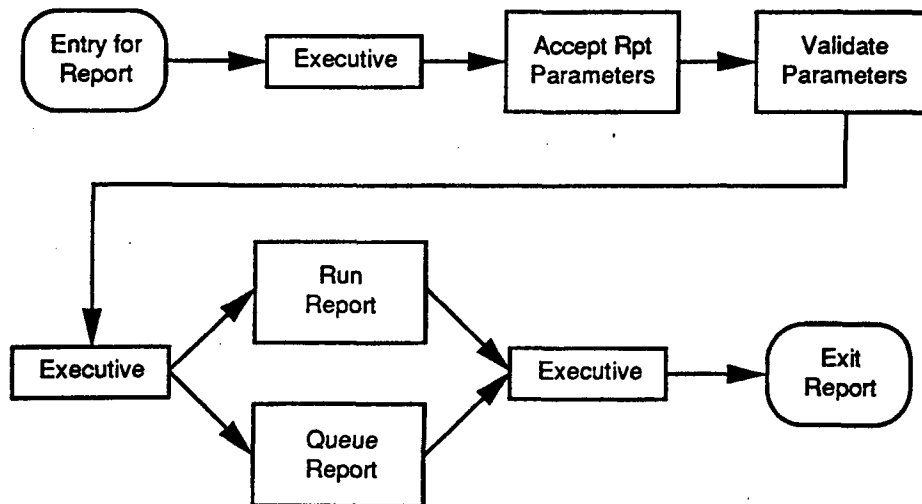 Entry for
Report
Executive
Accept Rpt
Parameters
Validate
Parameters
Run
Report
Executive
Queue
Report
Executive
Exit
Report